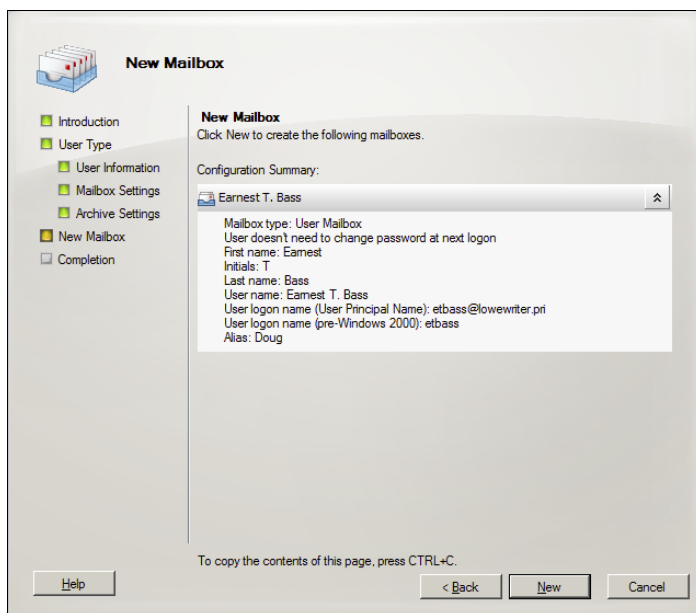 New Mailbox
Introduction
User Type
User Information
Mailbox Settings
Archive Settings
New Mailbox
Completion
New Mailbox
Click New to create the following mailboxes.
Configuration Summary:
Earnest T. Bass
Mailbox type: User Mailbox
User doesn't need to change password at next logon
First name: Earnest
Initials: T
Last name: Bass
User name: Earnest T. Bass
User logon name (User Principal Name): etbass@lowewriter.pri
User logon name (pre-Windows 2000): etbass
Alias: Doug
To copy the contents of this page, press CTRL+C.
Help
< Back
New
Cancel